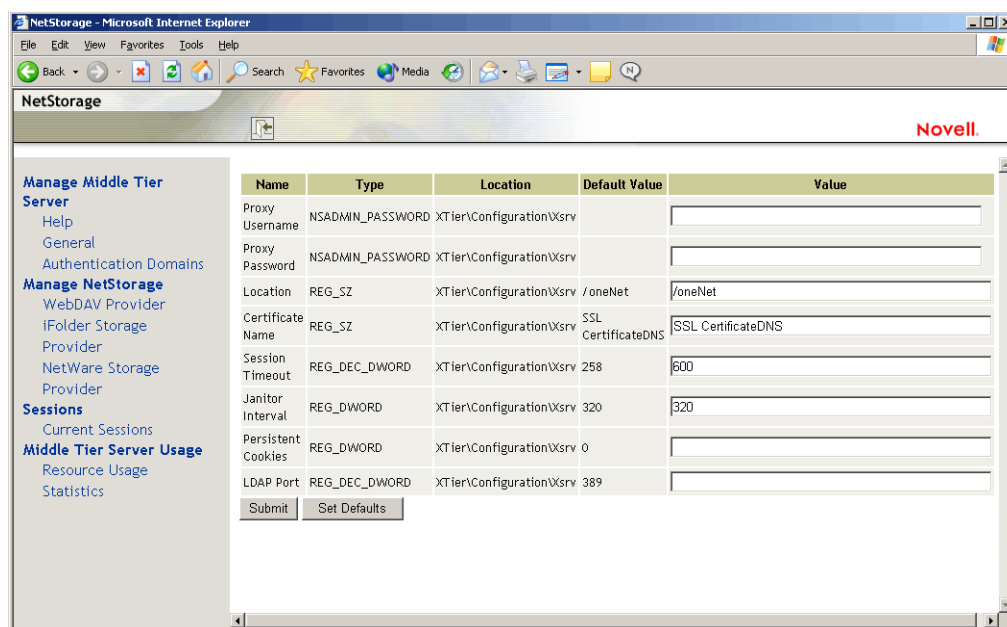 NetStorage - Microsoft Internet Explorer
File Edit View Favorites Tools Help
Back Search Favorites Media
NetStorage
Novell.
Manage Middle Tier
Server
Help
General
Authentication Domains
Manage NetStorage
WebDAV Provider
iFolder Storage
Provider
NetWare Storage
Provider
Sessions
Current Sessions
Middle Tier Server Usage
Resource Usage
Statistics
Name Type Location Default Value Value
Proxy
Username NSADMIN_PASSWORD XTier\Configuration\Xsrv
Proxy
Password NSADMIN_PASSWORD XTier\Configuration\Xsrv
Location REG_SZ XTier\Configuration\Xsrv /oneNet /oneNet
Certificate
Name REG_SZ XTier\Configuration\Xsrv SSL
CertificateDNS SSL CertificateDNS
Session
Timeout REG_DEC_DWORD XTier\Configuration\Xsrv 258 600
Janitor
Interval REG_DWORD XTier\Configuration\Xsrv 320 320
Persistent
Cookies REG_DWORD XTier\Configuration\Xsrv 0
LDAP Port REG_DEC_DWORD XTier\Configuration\Xsrv 389
Submit Set Defaults